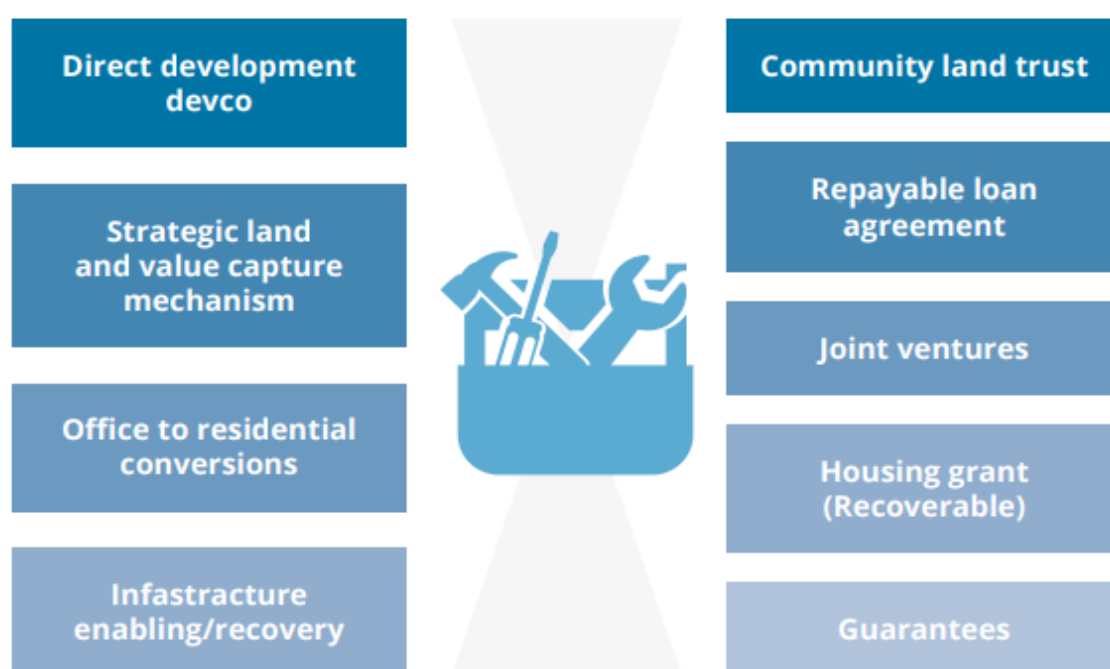 Direct development
devco
Strategic land
and value capture
mechanism
Office to residential
conversions
Infastracture
enabling/recovery
Community land trust
Repayable loan
agreement
Joint ventures
Housing grant
(Recoverable)
Guarantees